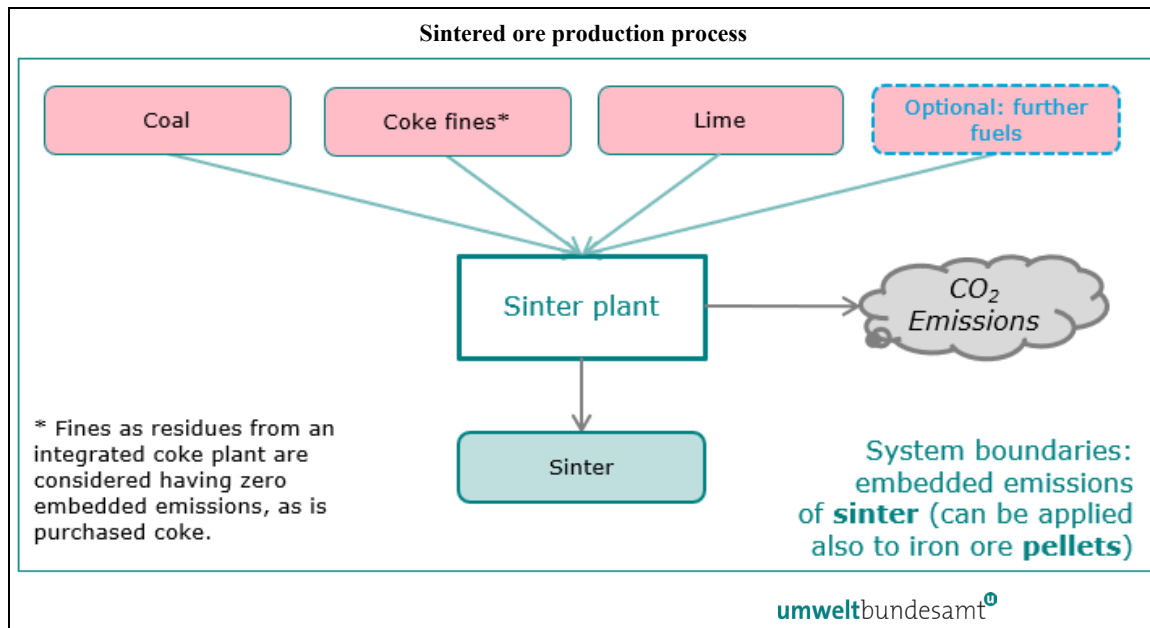 Sintered ore production process
Coal
Coke fines*
Lime
Optional: further
fuels
Sinter plant
CO₂
Emissions
Sinter
* Fines as residues from an
integrated coke plant are
considered having zero
embedded emissions, as is
purchased coke.
System boundaries:
embedded emissions
of sinter (can be applied
also to iron ore pellets)
umweltbundesamt
u